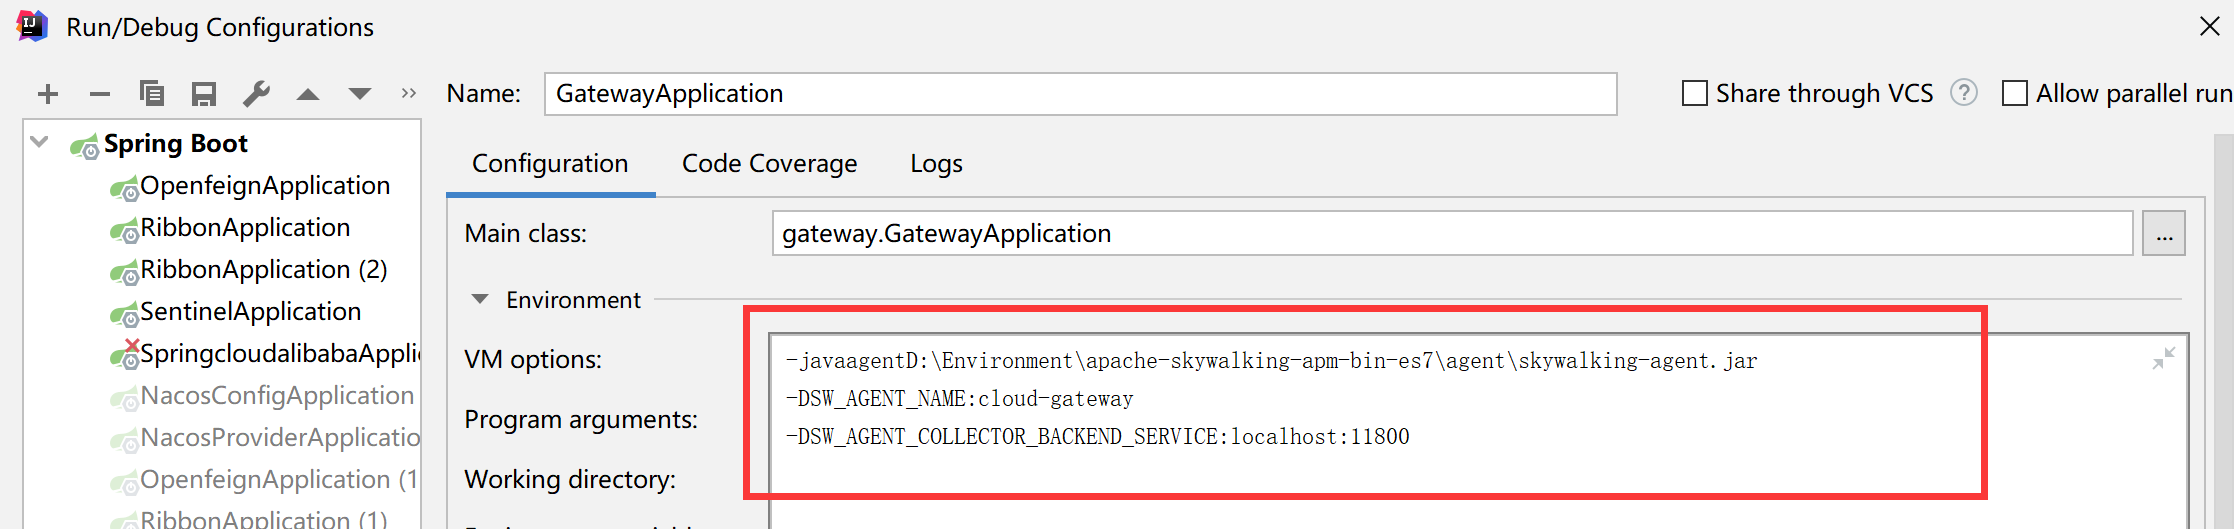 Run/Debug Configurations
Name: GatewayApplication Share through VCS ? Allow parallel run
Spring Boot
OpenfeignApplication
RibbonApplication
RibbonApplication (2)
SentinelApplication
SpringcloudalibabaAppli
NacosConfigApplication
NacosProviderApplicatio
OpenfeignApplication (1
RibbonApplication (1)
Configuration Code Coverage Logs
Main class: gateway.GatewayApplication ...
Environment
VM options:
-javaagentD:\Environment\apache-skywalking-apm-bin-es7\agent\skywalking-agent.jar
-DSW_AGENT_NAME:cloud-gateway
-DSW_AGENT_COLLECTOR_BACKEND_SERVICE:localhost:11800
Program arguments:
Working directory: